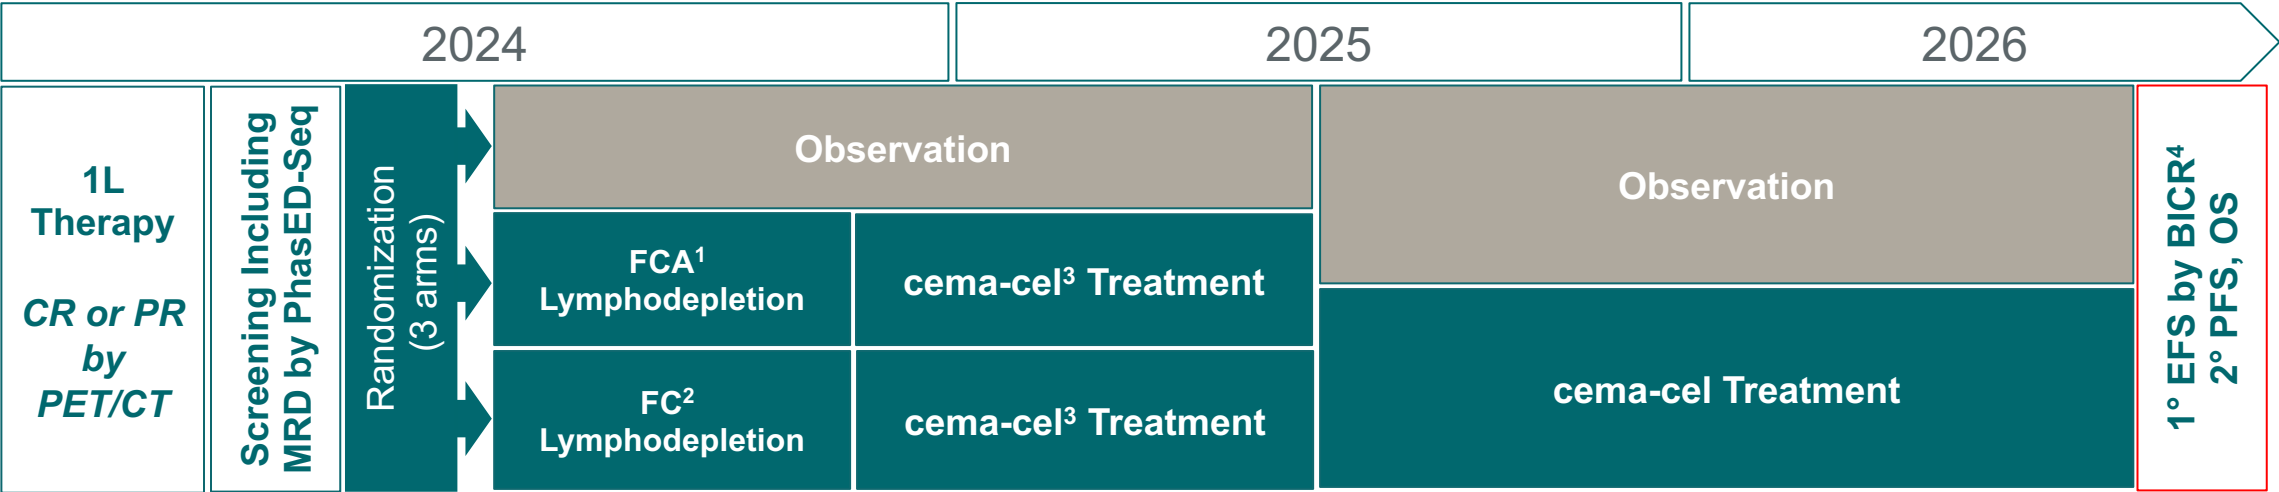 2024
2025
2026
1L
Therapy
CR or PR
by
PET/CT
Screening Including
MRD by PhasED-Seq
Randomization
(3 arms)
Observation
FCA¹
Lymphodepletion
cema-cel³ Treatment
FC²
Lymphodepletion
cema-cel³ Treatment
Observation
cema-cel Treatment
1° EFS by BICR⁴
2° PFS, OS